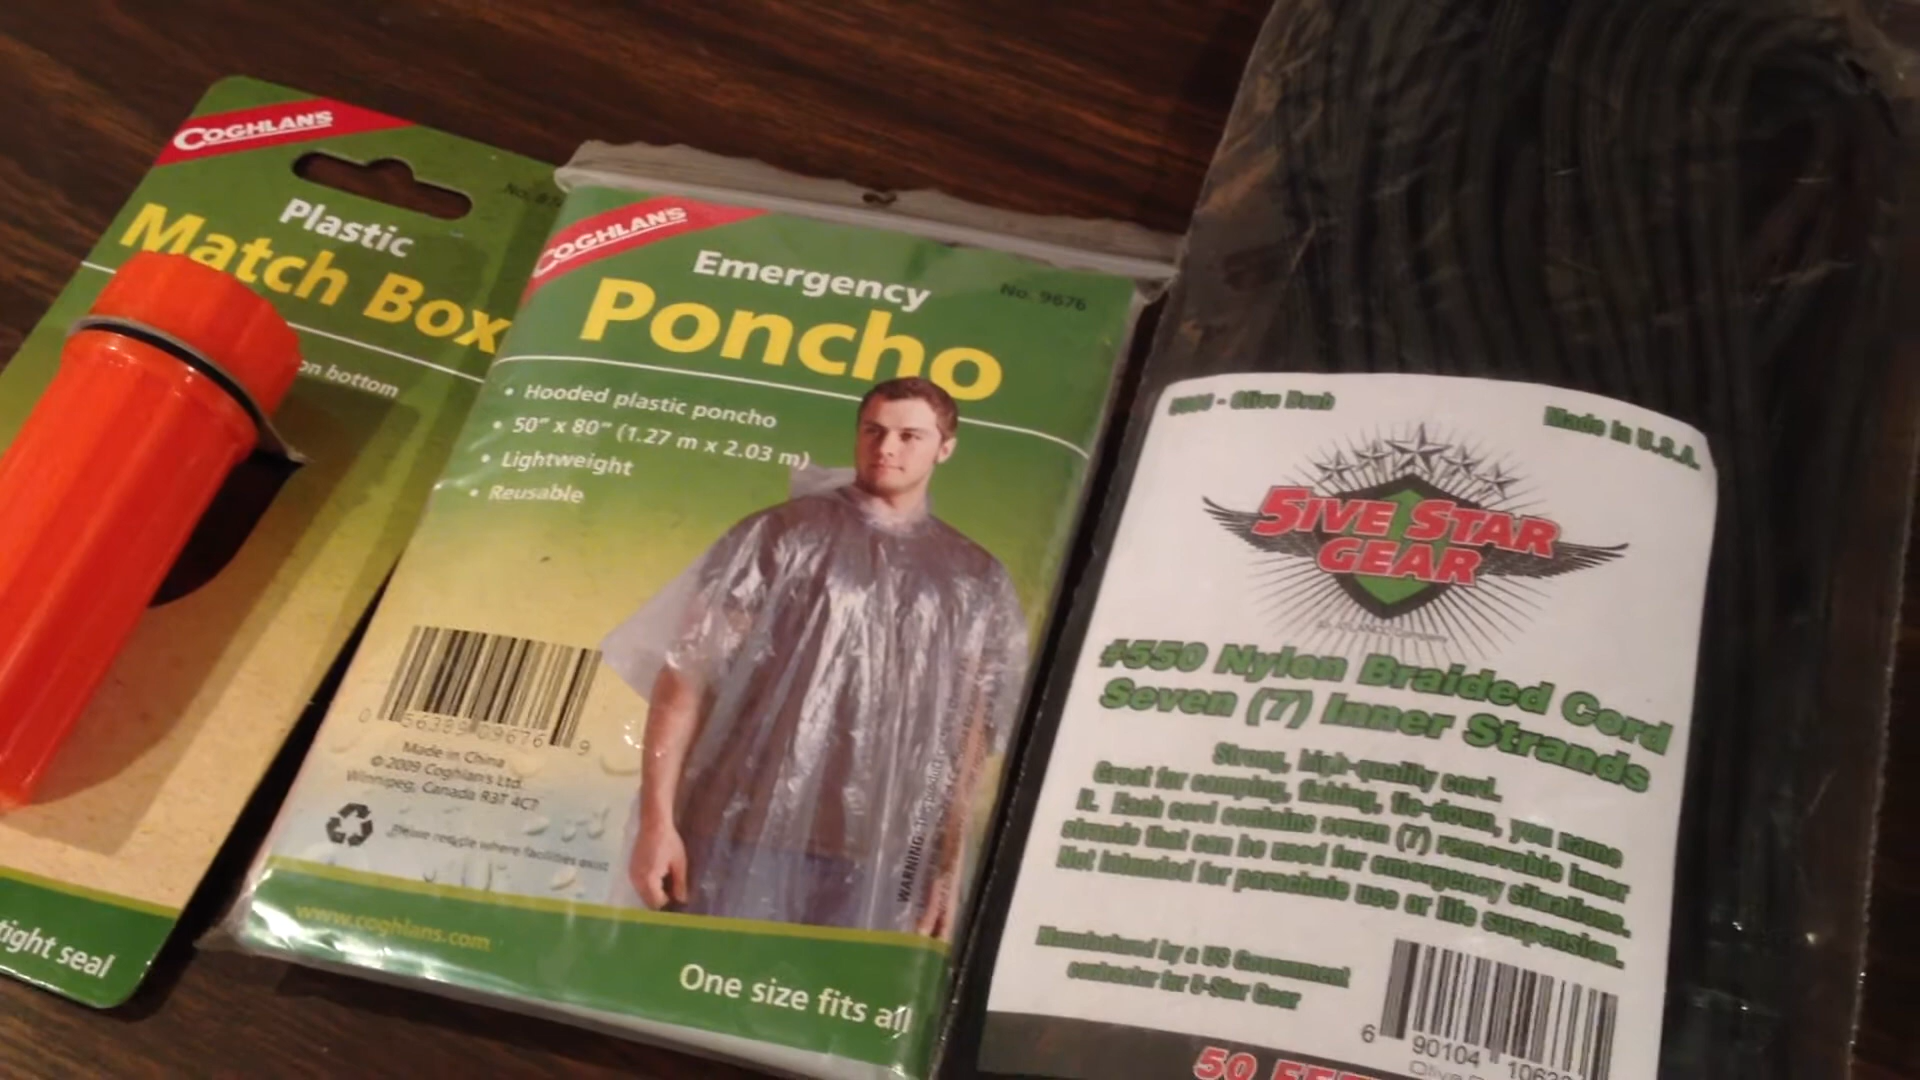 COGHLAN'S
Plastic
Match Box
on bottom
tight seal
COGHLAN'S
Emergency
No. 9676
Poncho
• Hooded plastic poncho
• 50" x 80" (1.27 m x 2.03 m)
• Lightweight
• Reusable
0 56389 09676 9
Made in China
© 2009 Coghlan's Ltd.
Winnipeg, Canada R3T 4C7
Please recycle where facilities exist
WARNING:
www.coghlans.com
One size fits all
- Olive Drab
Made in U.S.A.
5IVE STAR
GEAR
#550 Nylon Braided Cord
Seven (7) Inner Strands
Strong, high-quality cord.
Great for camping, fishing, tie-down, you name
it. Each cord contains seven (7) removable inner
strands that can be used for emergency situations.
Not intended for parachute use or life suspension.
Manufactured by a US Government
contractor for 5-Star Gear
6 90104
50